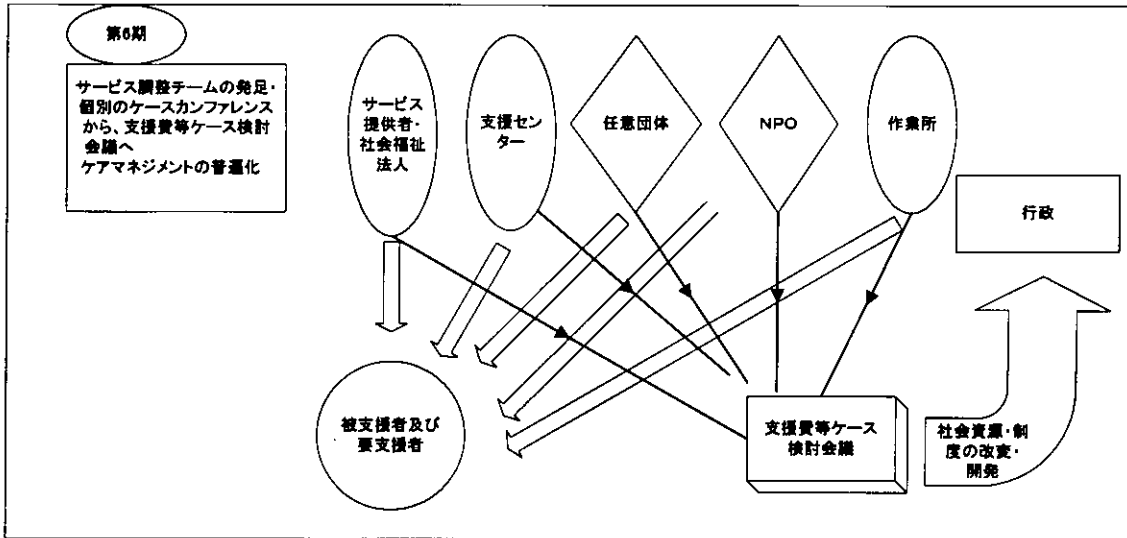 第6期
サービス調整チームの発足・
個別のケースカンファレンス
から、支援費等ケース検討
会議へ
ケアマネジメントの普遍化
サービス
提供者・
社会福祉
法人
支援セン
ター
任意団体
NPO
作業所
行政
被支援者及び
要支援者
支援費等ケース
検討会議
社会資源・制
度の改変・
開発